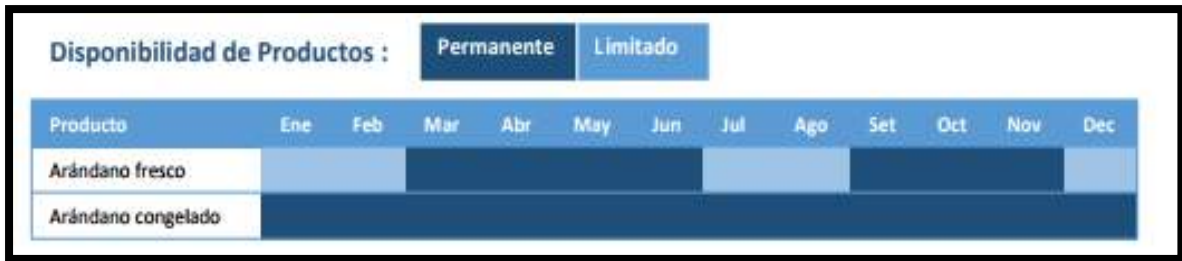 Disponibilidad de Productos : Permanente Limitado
Producto Ene Feb Mar Abr May Jun Jul Ago Set Oct Nov Dec
Arándano fresco
Arándano congelado